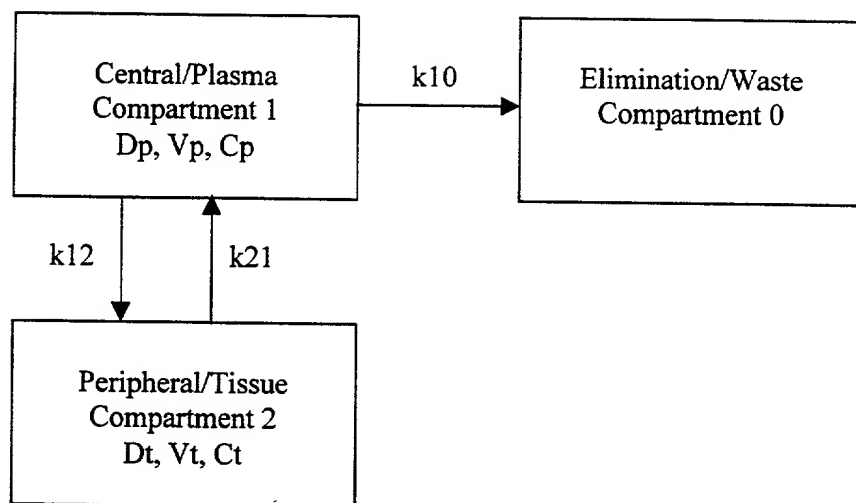 Central/Plasma
Compartment 1
Dp, Vp, Cp
k10
Elimination/Waste
Compartment 0
k12
k21
Peripheral/Tissue
Compartment 2
Dt, Vt, Ct